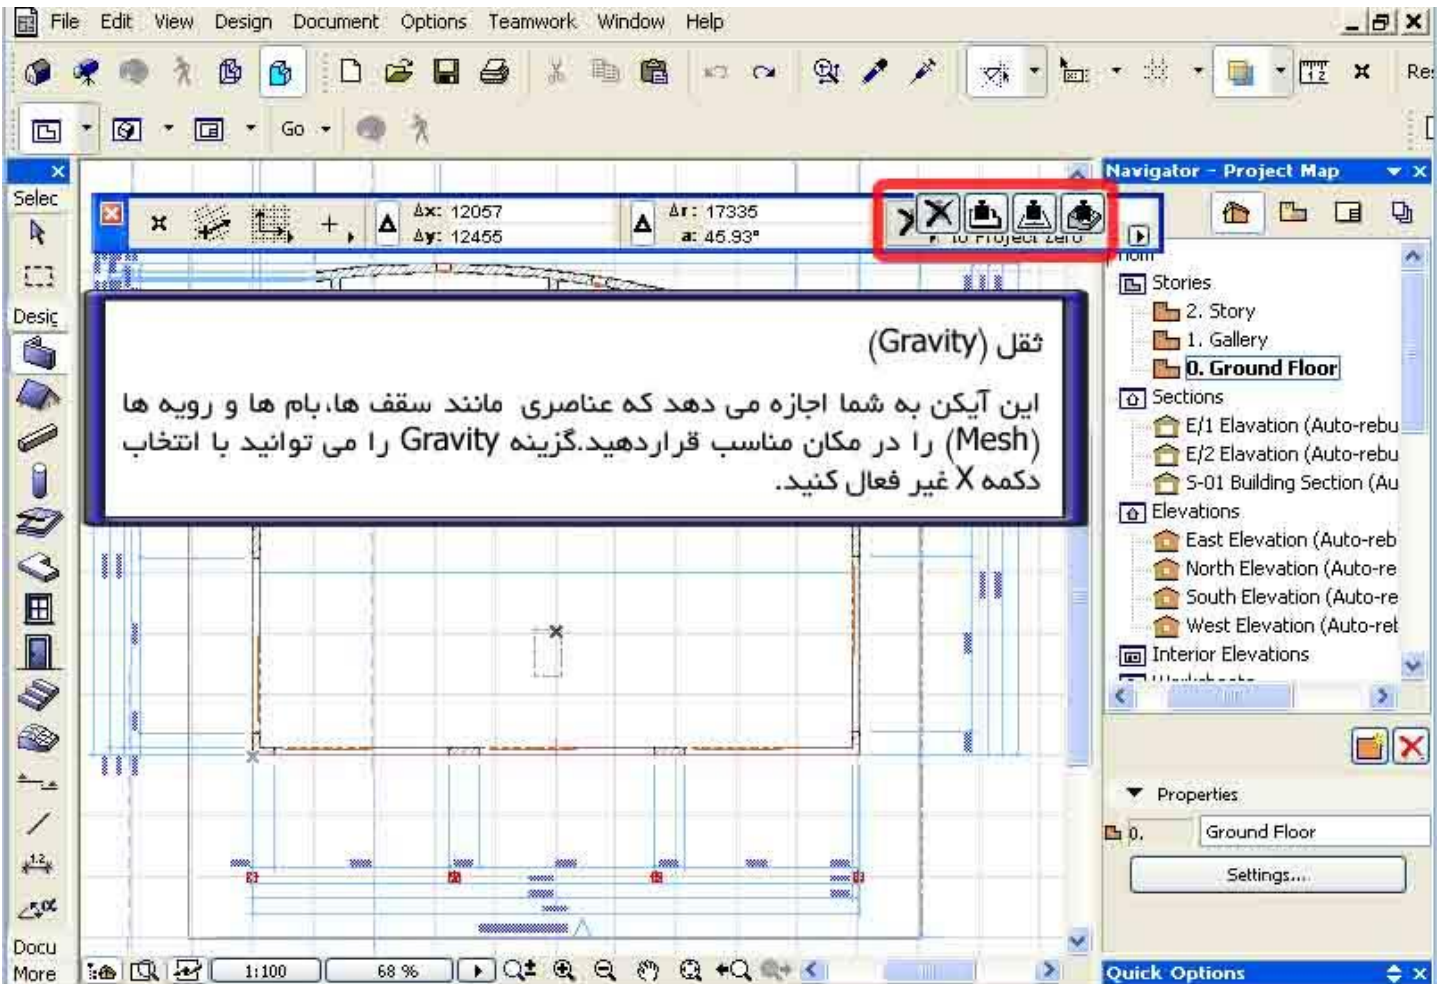 File Edit View Design Document Options Teamwork Window Help
Go
Selec
Δx: 12057
Δy: 12455
Δr: 17335
a: 45.93°
to Project Zero
Navigator - Project Map
Stories
2. Story
1. Gallery
0. Ground Floor
Sections
E/1 Elavation (Auto-rebu
E/2 Elavation (Auto-rebu
S-01 Building Section (Au
Elevations
East Elevation (Auto-reb
North Elevation (Auto-re
South Elevation (Auto-re
West Elevation (Auto-ret
Interior Elevations
Desig
ثقل (Gravity)
این آیکن به شما اجازه می دهد که عناصری مانند سقف ها،بام ها و رویه ها
(Mesh) را در مکان مناسب قراردهید.گزینه Gravity را می توانید با انتخاب
دکمه X غیر فعال کنید.
Properties
0. Ground Floor
Settings...
Docu
More
1:100
68 %
Quick Options